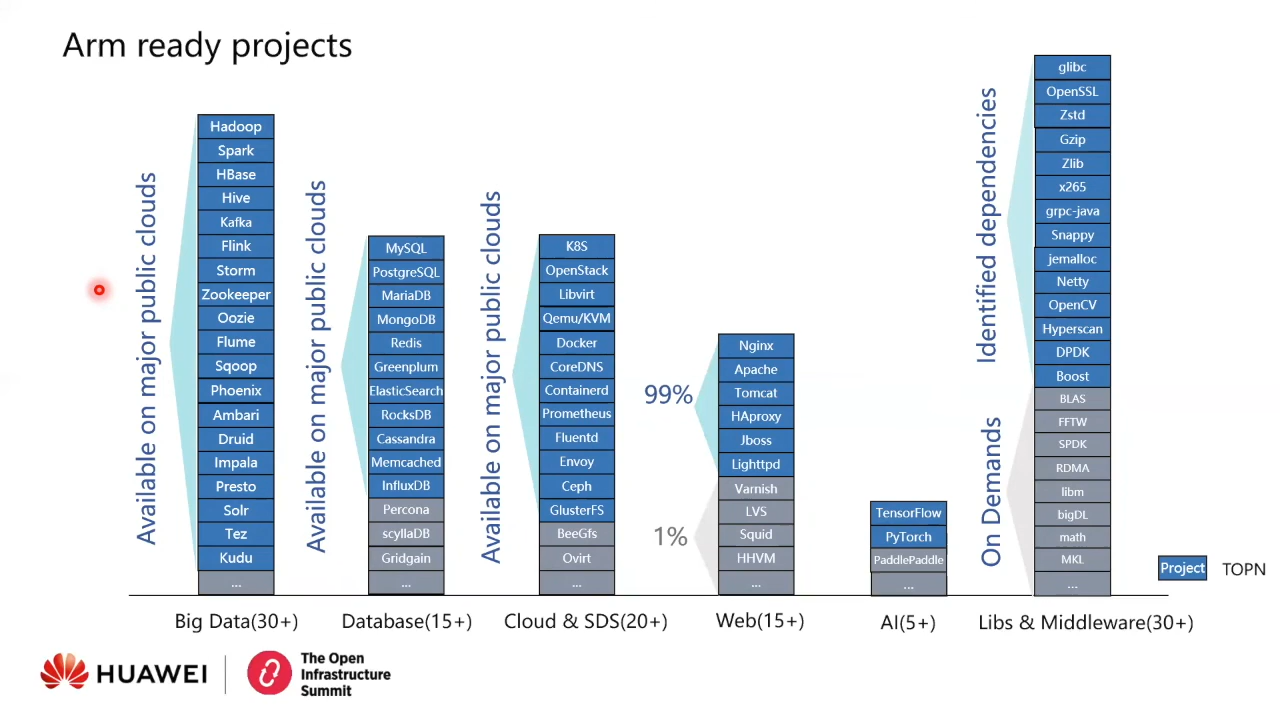 Arm ready projects
Available on major public clouds
Hadoop
Spark
HBase
Hive
Kafka
Flink
Storm
Zookeeper
Oozie
Flume
Sqoop
Phoenix
Ambari
Druid
Impala
Presto
Solr
Tez
Kudu
...
Big Data(30+)
Available on major public clouds
MySQL
PostgreSQL
MariaDB
MongoDB
Redis
Greenplum
ElasticSearch
RocksDB
Cassandra
Memcached
InfluxDB
Percona
scyllaDB
Gridgain
...
Database(15+)
Available on major public clouds
K8S
OpenStack
Libvirt
Qemu/KVM
Docker
CoreDNS
Containerd
Prometheus
Fluentd
Envoy
Ceph
GlusterFS
BeeGfs
Ovirt
...
Cloud & SDS(20+)
99%
1%
Nginx
Apache
Tomcat
HAproxy
Jboss
Lighttpd
Varnish
LVS
Squid
HHVM
...
Web(15+)
TensorFlow
PyTorch
PaddlePaddle
...
AI(5+)
Identified dependencies
On Demands
glibc
OpenSSL
Zstd
Gzip
Zlib
x265
grpc-java
Snappy
jemalloc
Netty
OpenCV
Hyperscan
DPDK
Boost
BLAS
FFTW
SPDK
RDMA
libm
bigDL
math
MKL
...
Libs & Middleware(30+)
Project TOPN
HUAWEI
The Open
Infrastructure
Summit